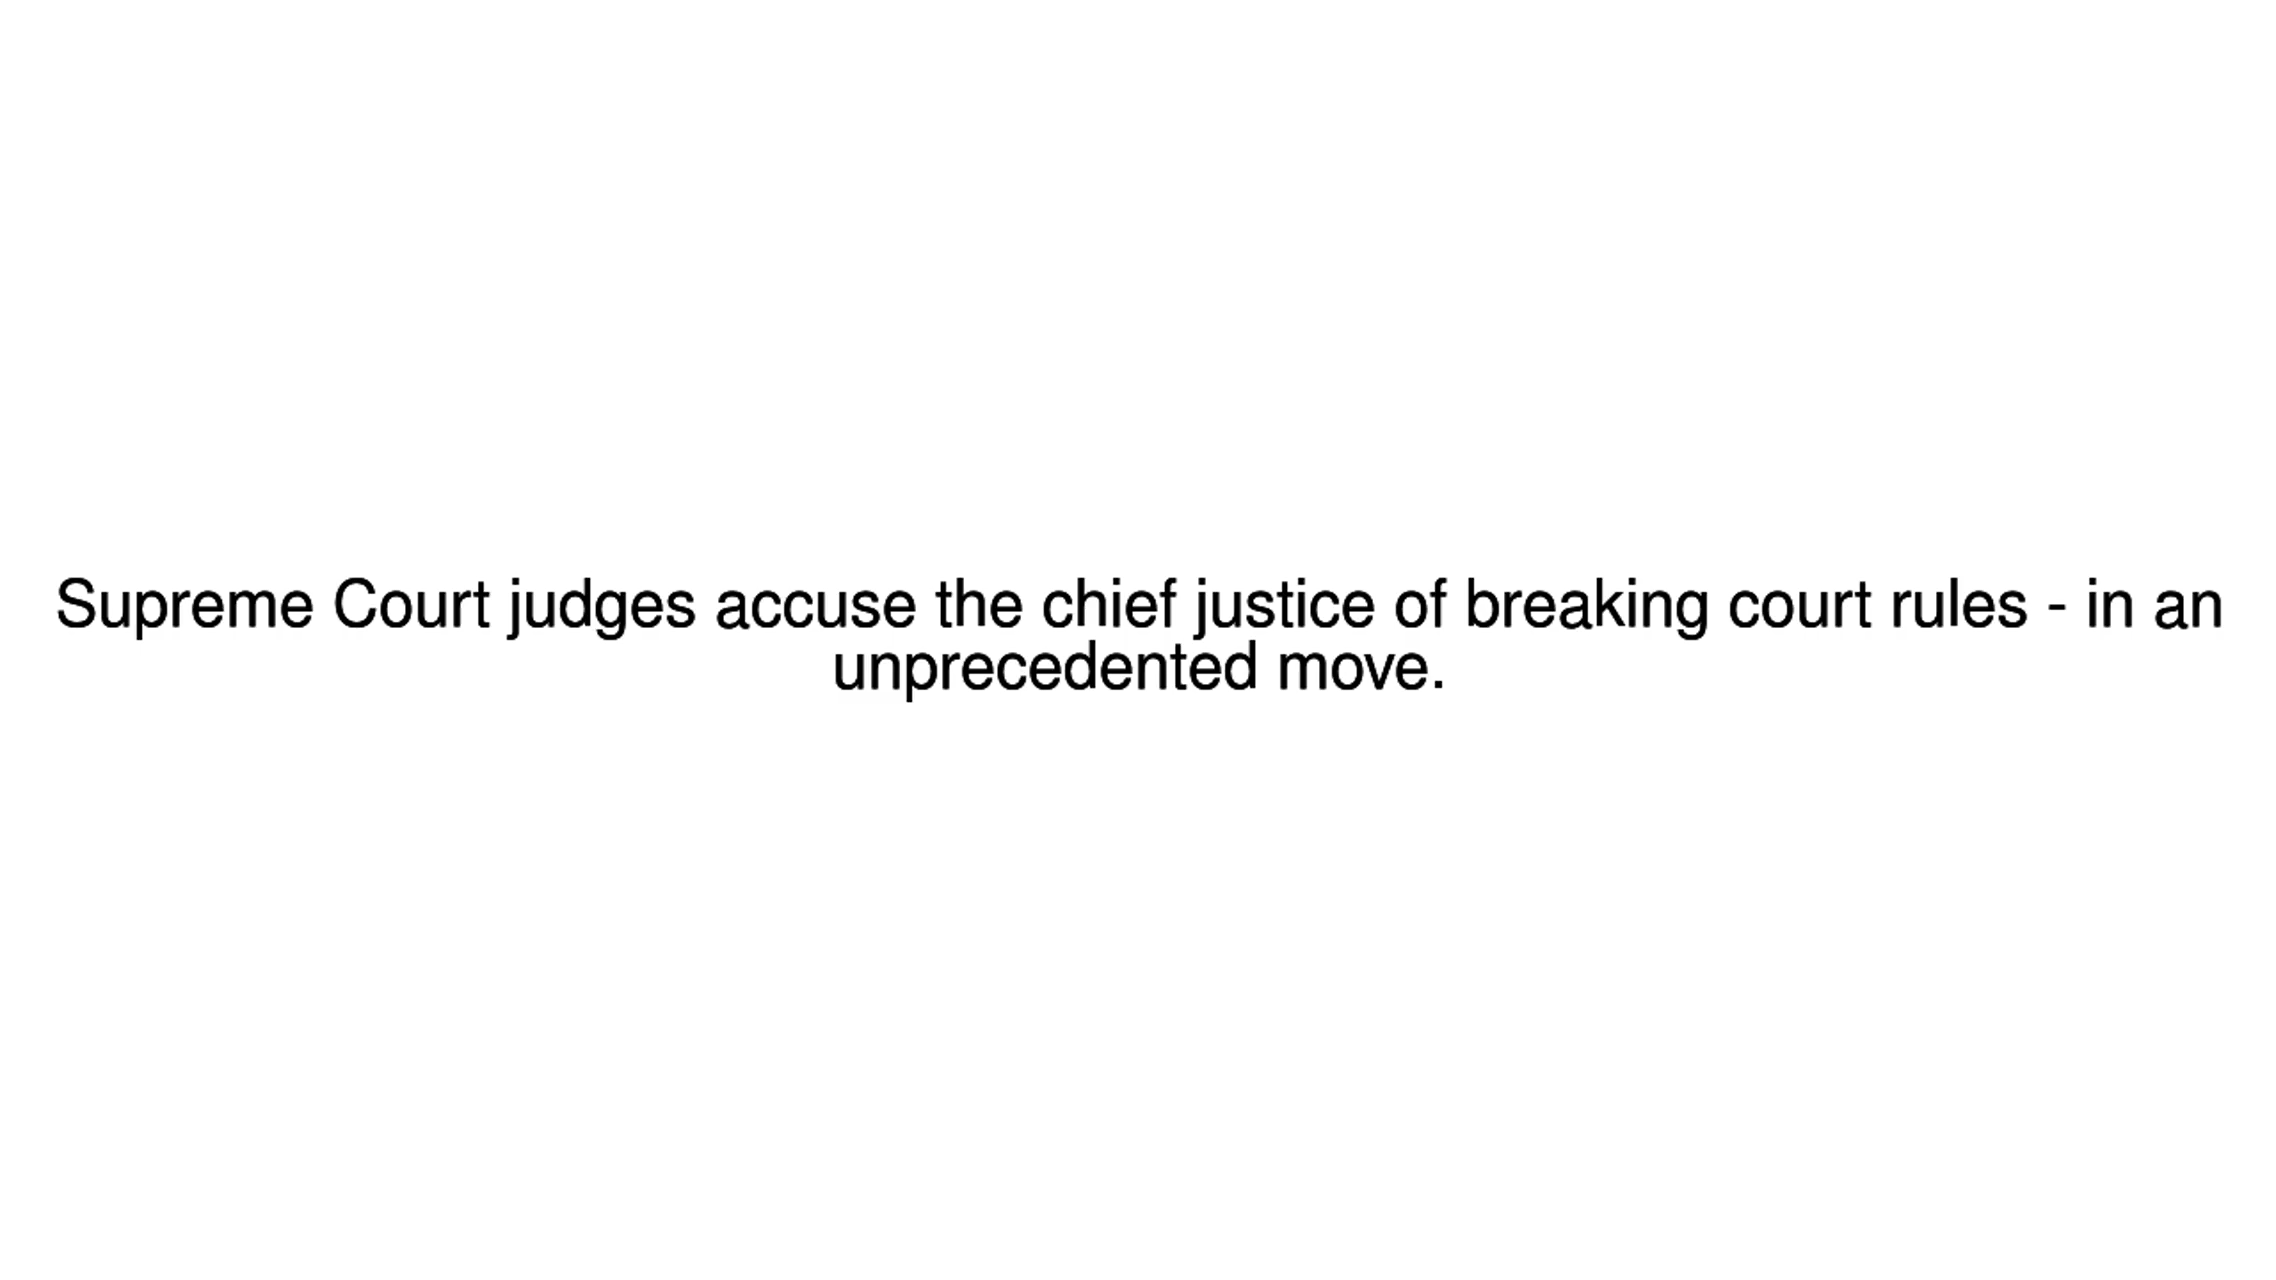 Supreme Court judges accuse the chief justice of breaking court rules - in an
unprecedented move.